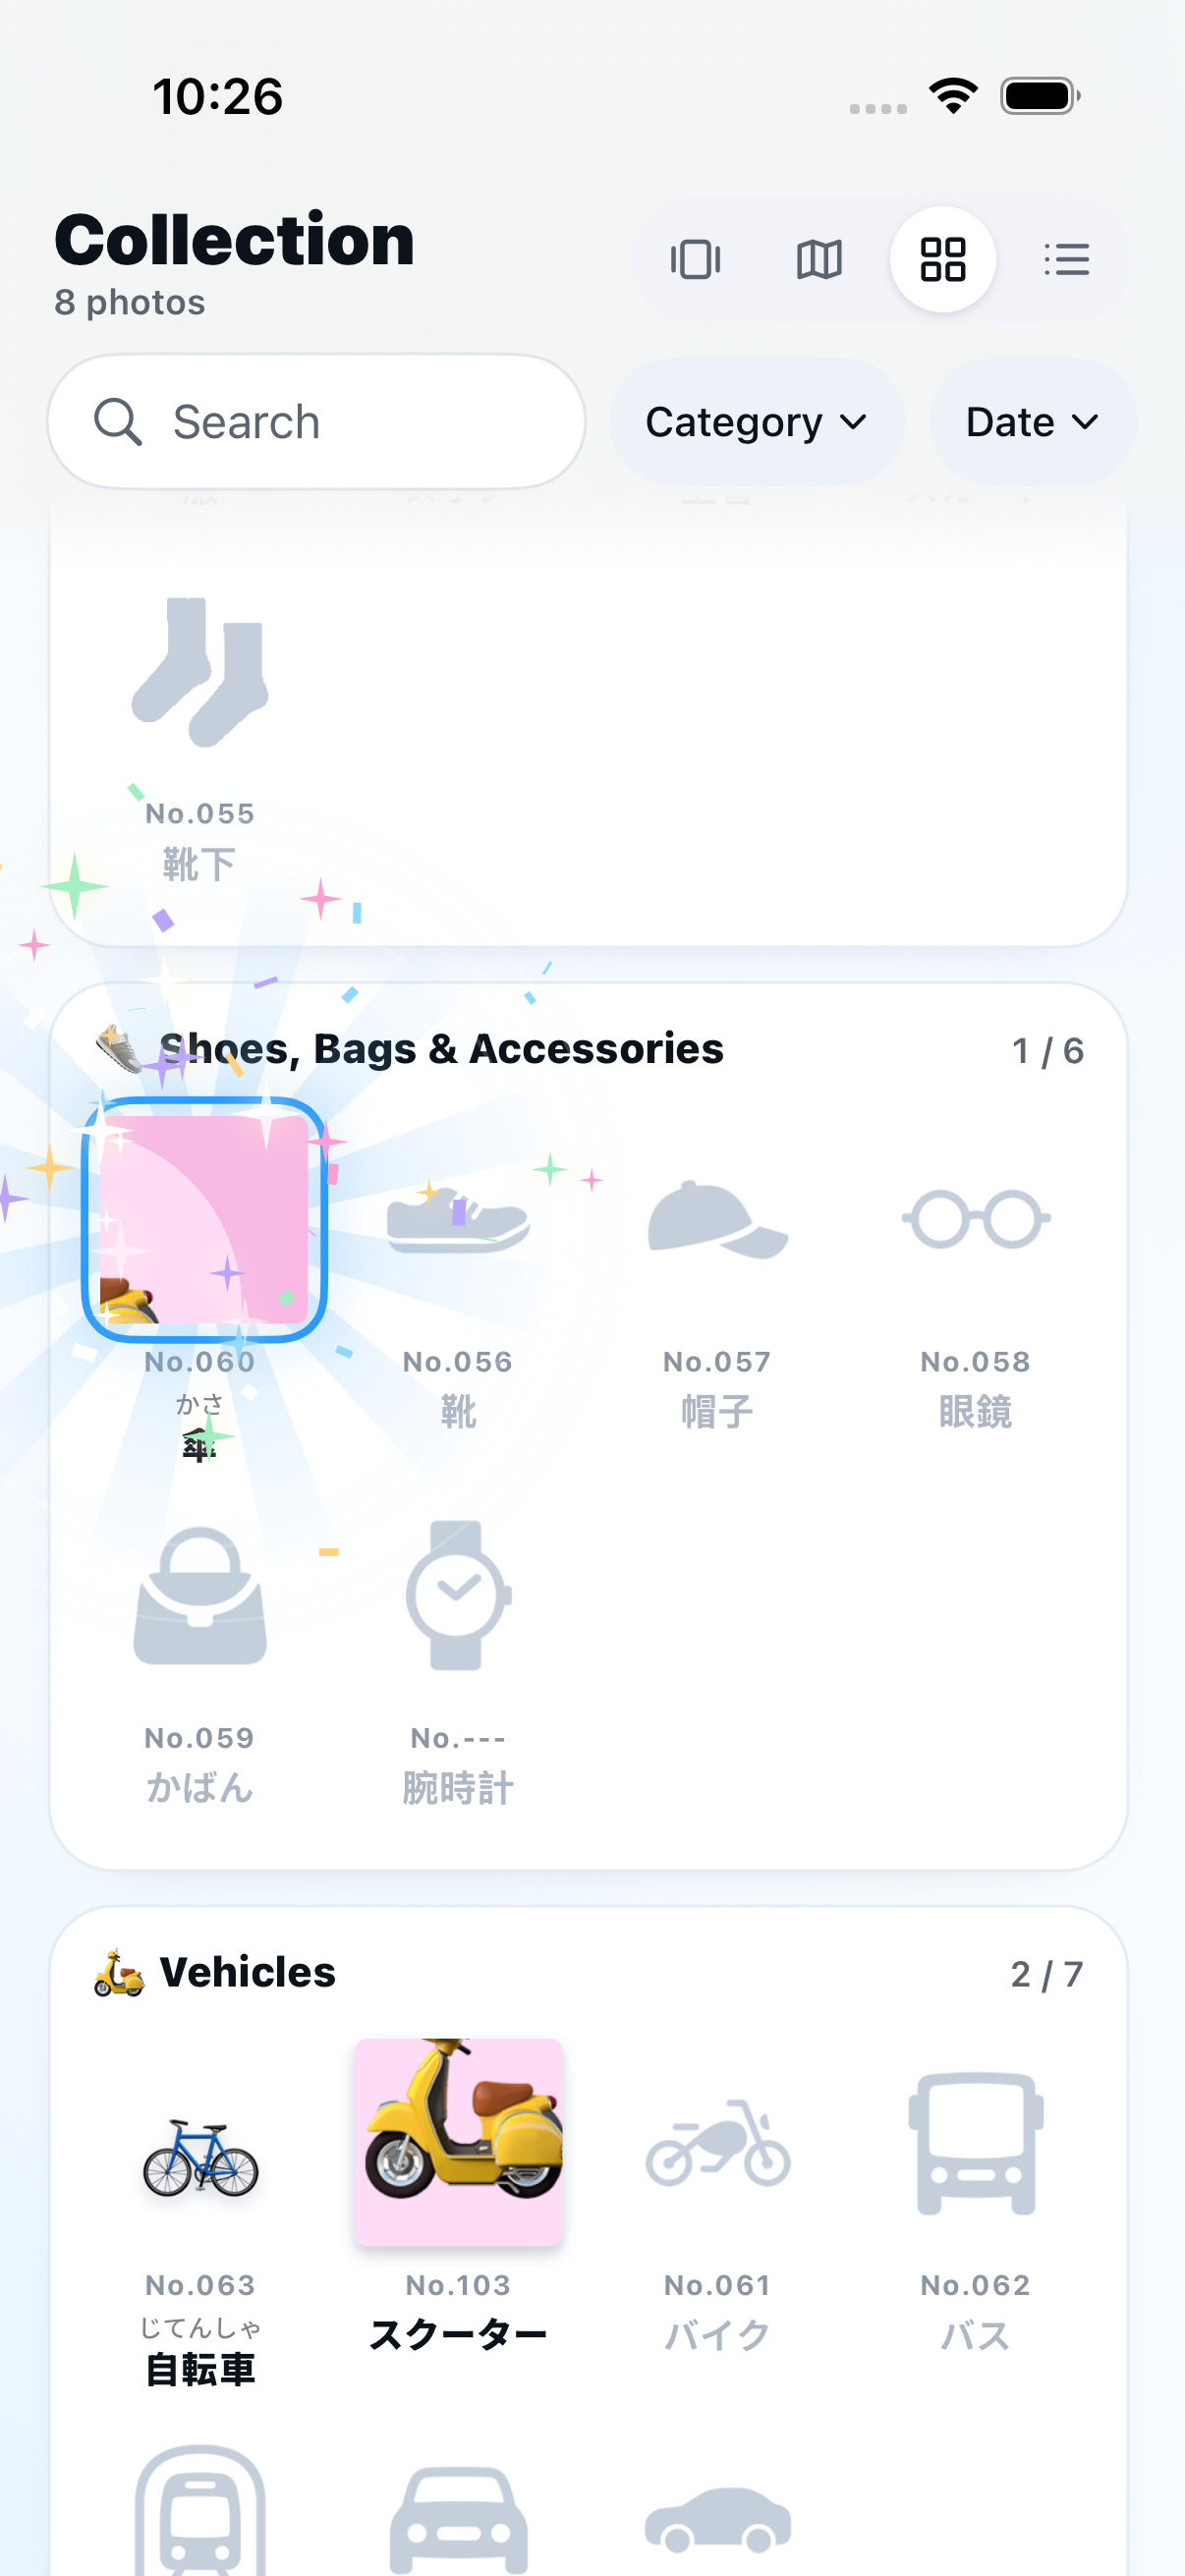 10:26
Collection
8 photos
Search
Category
Date
No.055
靴下
Shoes, Bags & Accessories
1 / 6
No.060
かさ
傘
No.056
靴
No.057
帽子
No.058
眼鏡
No.059
かばん
No.---
腕時計
Vehicles
2 / 7
No.063
じてんしゃ
自転車
No.103
スクーター
No.061
バイク
No.062
バス